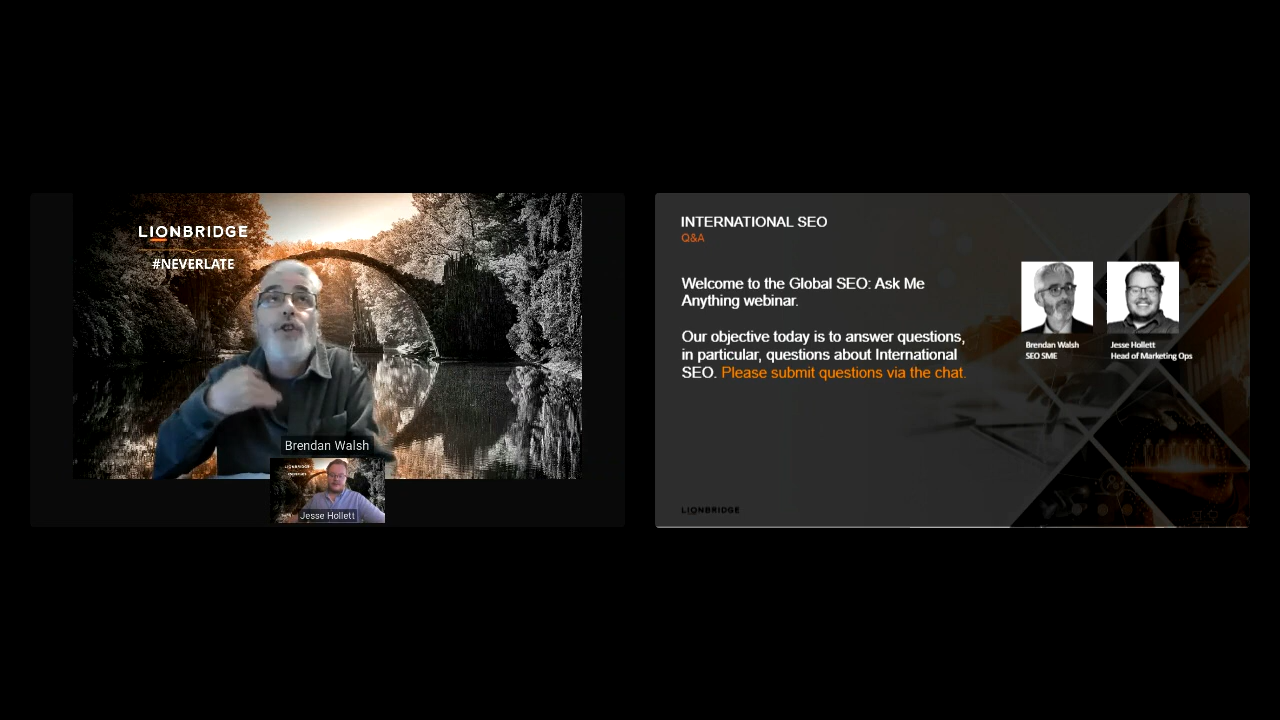 LIONBRIDGE
#NEVERLATE
Brendan Walsh
LIONBRIDGE
Jesse Hollett
INTERNATIONAL SEO
Q&A
Welcome to the Global SEO: Ask Me
Anything webinar.
Our objective today is to answer questions,
in particular, questions about International
SEO. Please submit questions via the chat.
Brendan Walsh
SEO SME
Jesse Hollett
Head of Marketing Ops
LIONBRIDGE